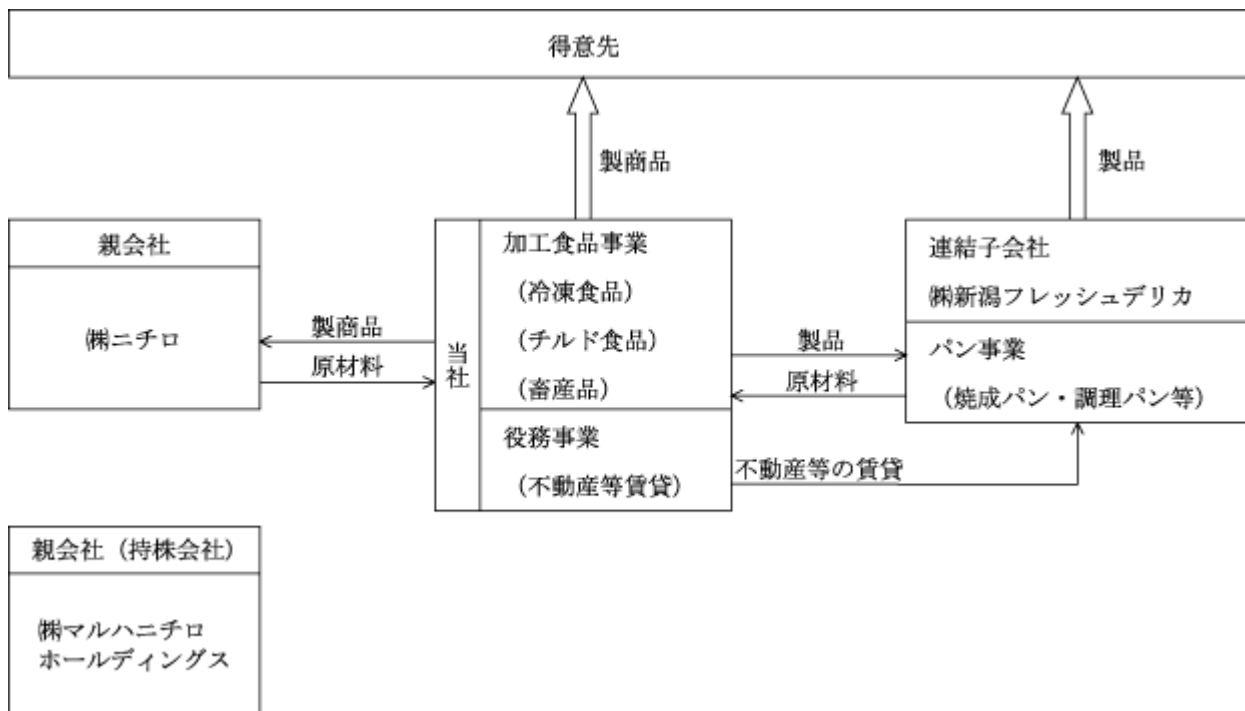 得意先
製商品
製品
親会社
㈱ニチロ
製商品
原材料
当社
加工食品事業
(冷凍食品)
(チルド食品)
(畜産品)
役務事業
(不動産等賃貸)
製品
原材料
不動産等の賃貸
連結子会社
㈱新潟フレッシュデリカ
パン事業
(焼成パン・調理パン等)
親会社(持株会社)
㈱マルハニチロ
ホールディングス